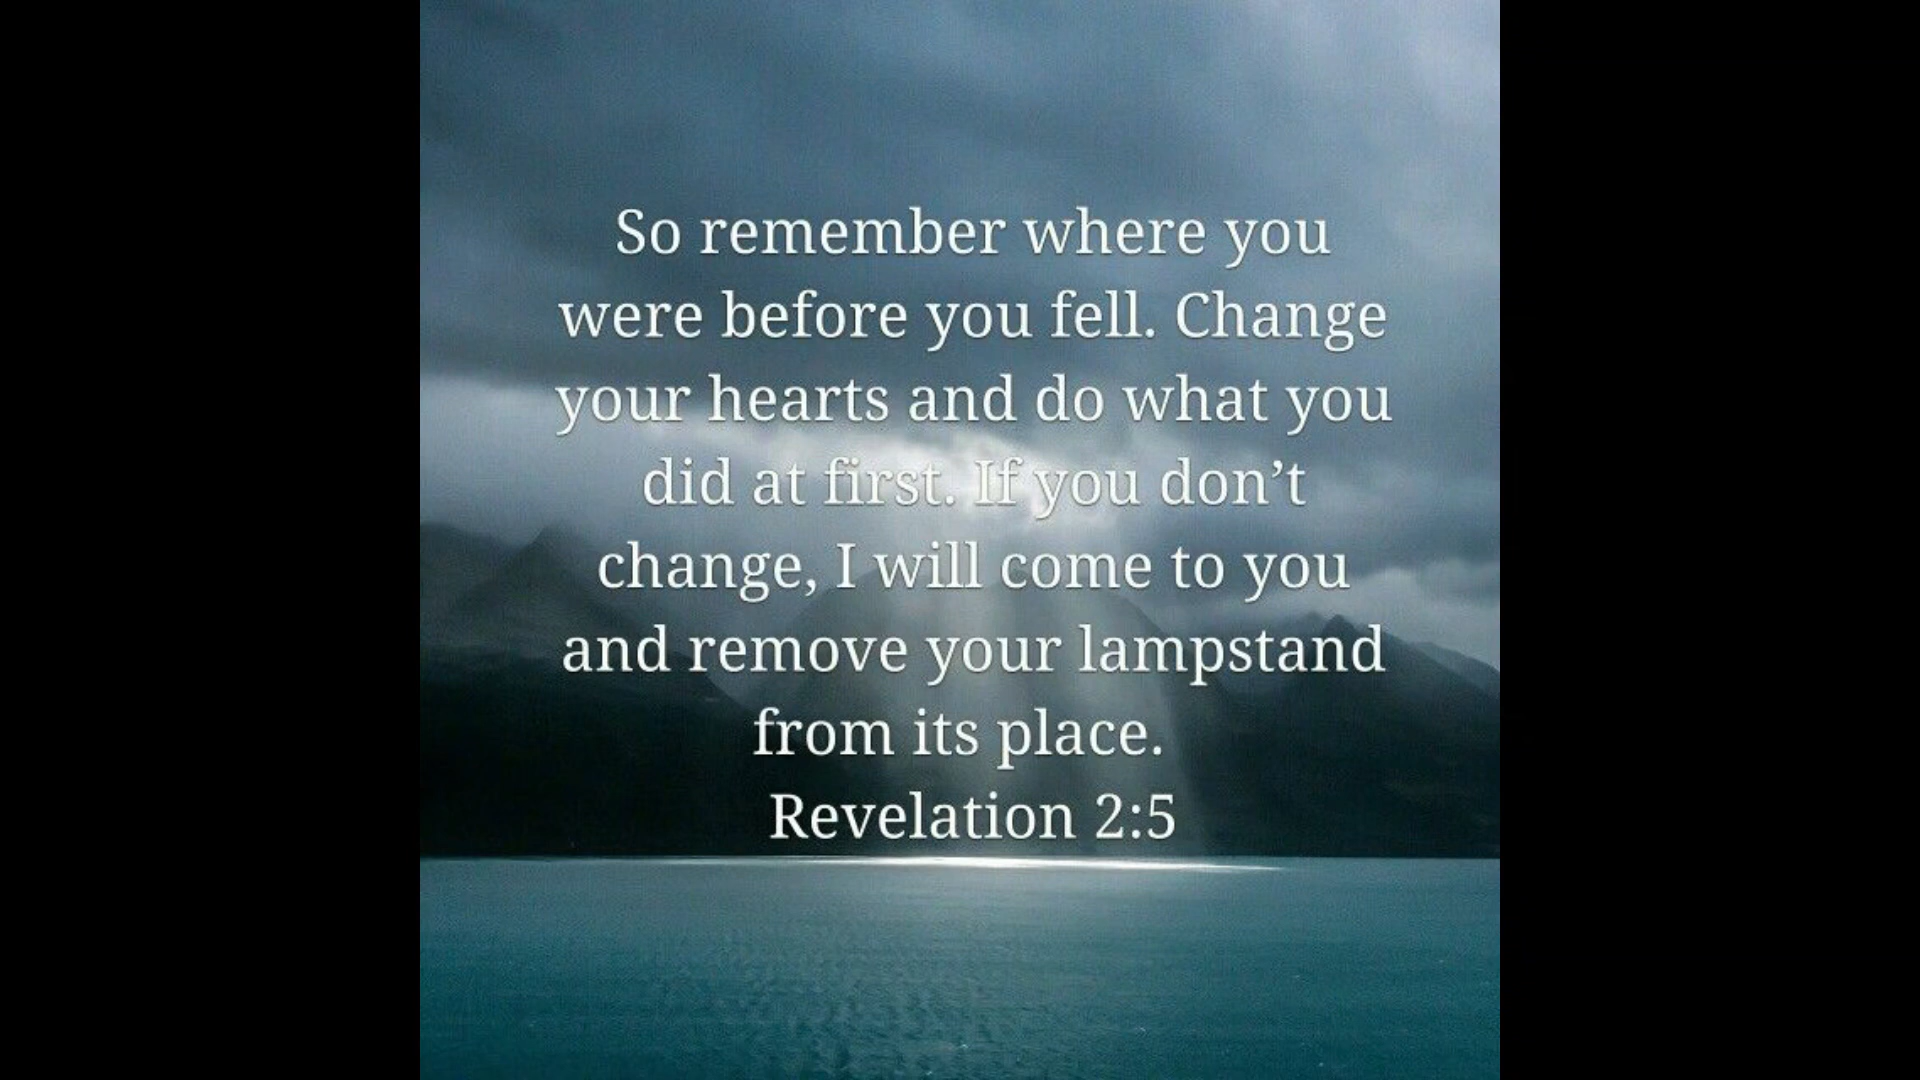 So remember where you
were before you fell. Change
your hearts and do what you
did at first. If you don’t
change, I will come to you
and remove your lampstand
from its place.
Revelation 2:5